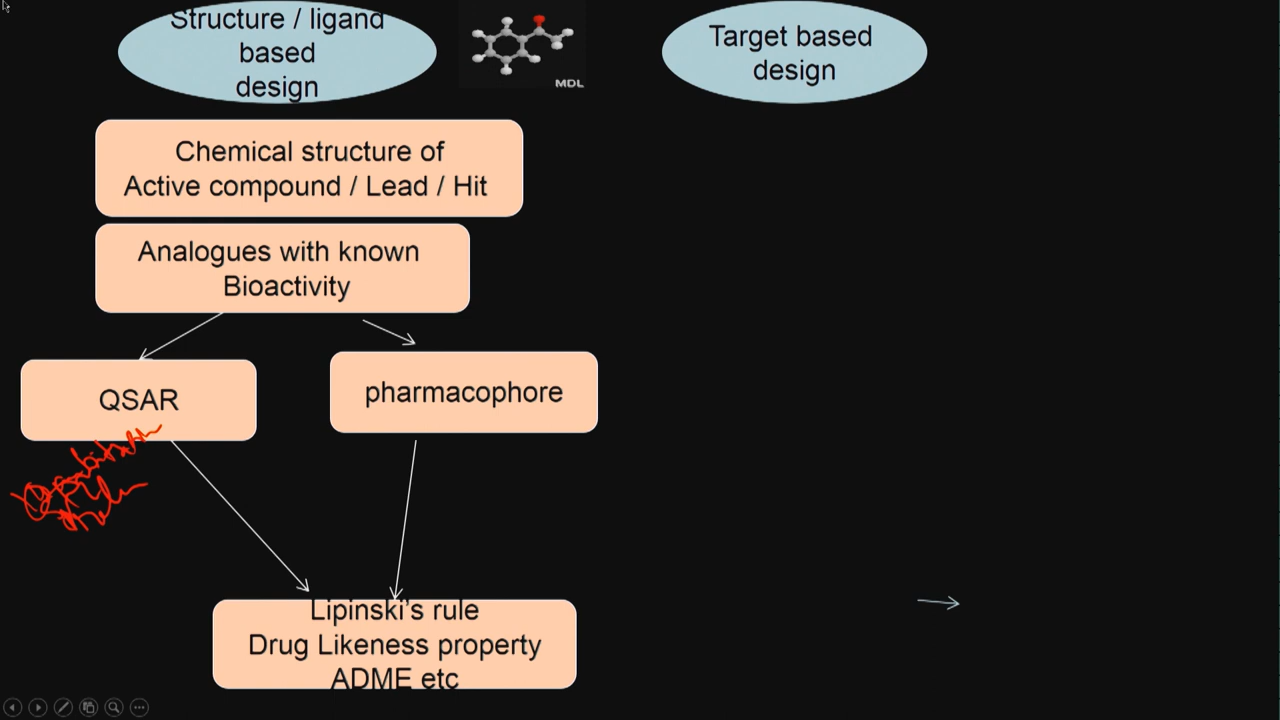 Structure / ligand
based
design
MDL
Target based
design
Chemical structure of
Active compound / Lead / Hit
Analogues with known
Bioactivity
QSAR
pharmacophore
Lipinski's rule
Drug Likeness property
ADME etc